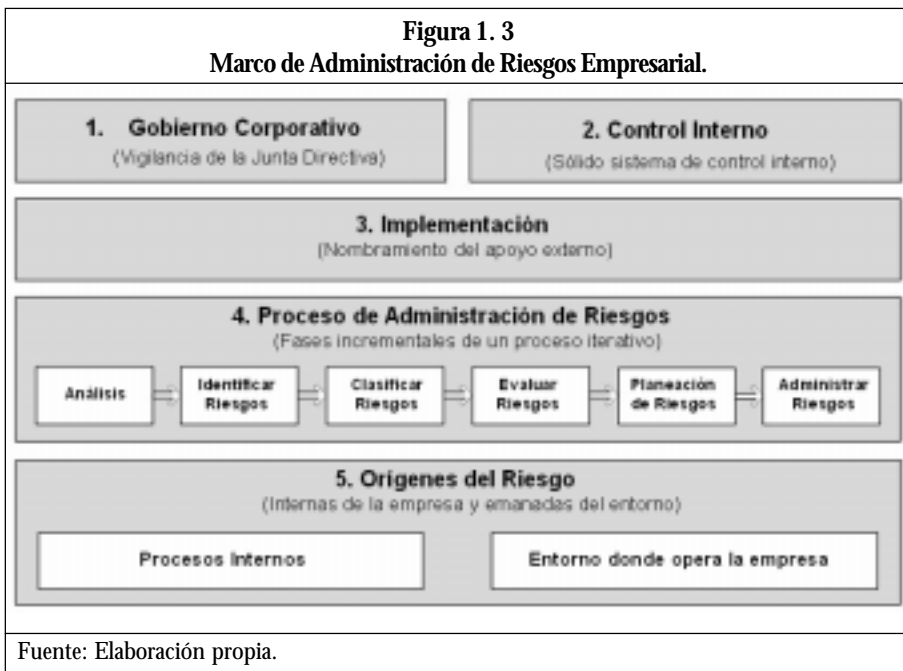 Figura 1. 3
Marco de Administración de Riesgos Empresarial.
1. Gobierno Corporativo
(Vigilancia de la Junta Directiva)
2. Control Interno
(Sólido sistema de control interno)
3. Implementación
(Nombramiento del apoyo externo)
4. Proceso de Administración de Riesgos
(Fases incrementales de un proceso iterativo)
Análisis
Identificar
Riesgos
Clasificar
Riesgos
Evaluar
Riesgos
Planeación
de Riesgos
Administrar
Riesgos
5. Orígenes del Riesgo
(Internas de la empresa y emanadas del entorno)
Procesos Internos
Entorno donde opera la empresa
Fuente: Elaboración propia.